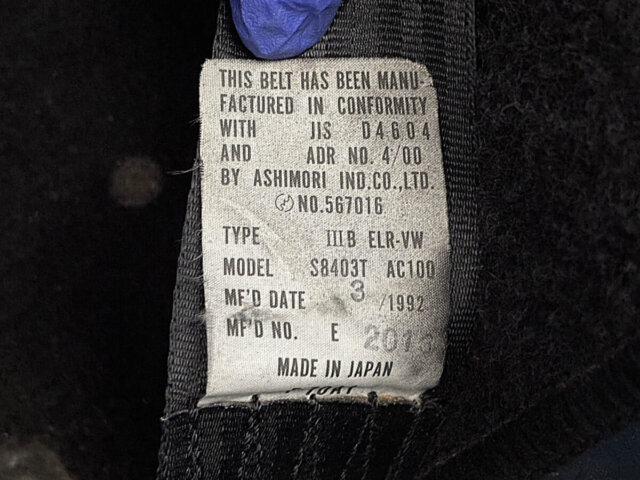 THIS BELT HAS BEEN MANU-
FACTURED IN CONFORMITY
WITH JIS D4604
AND ADR NO. 4/00
BY ASHIMORI IND.CO.,LTD.
NO.567016
TYPE IIIB ELR-VW
MODEL S8403T AC100
MF'D DATE 3 /1992
MF'D NO. E
MADE IN JAPAN